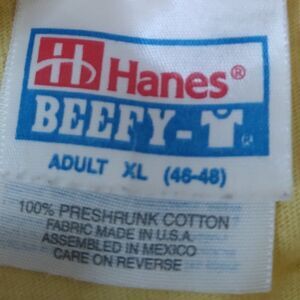 Hanes®
BEEFY-T
ADULT XL (46-48)
100% PRESHRUNK COTTON
FABRIC MADE IN U.S.A.
ASSEMBLED IN MEXICO
CARE ON REVERSE